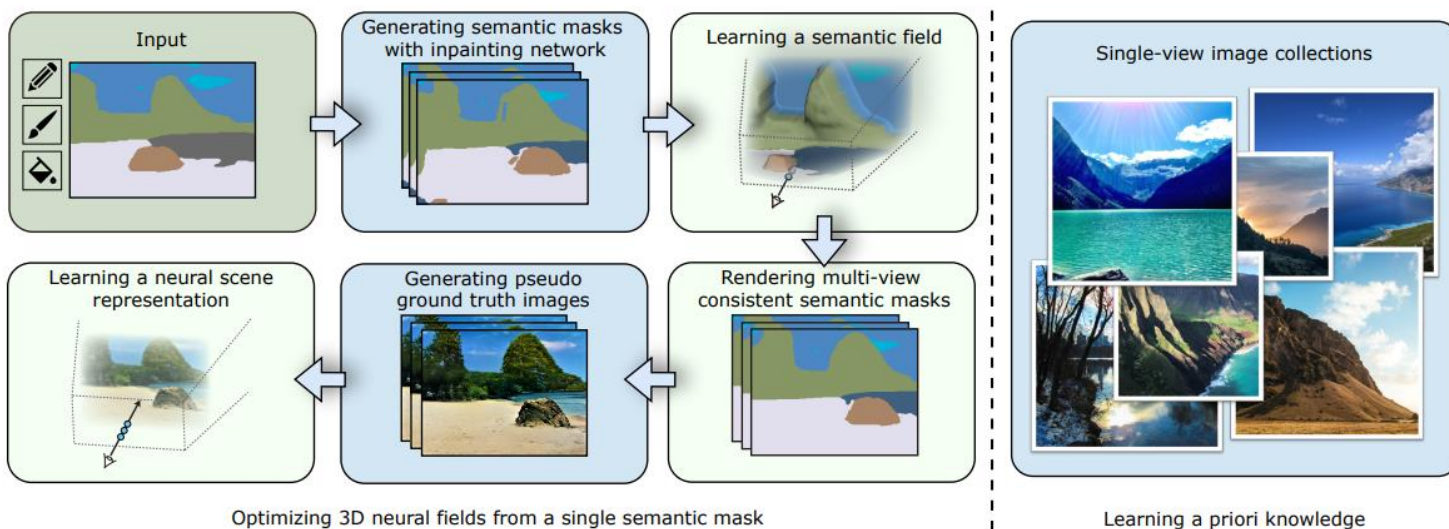 Input
Generating semantic masks
with inpainting network
Learning a semantic field
Learning a neural scene
representation
Generating pseudo
ground truth images
Rendering multi-view
consistent semantic masks
Optimizing 3D neural fields from a single semantic mask
Single-view image collections
Learning a priori knowledge